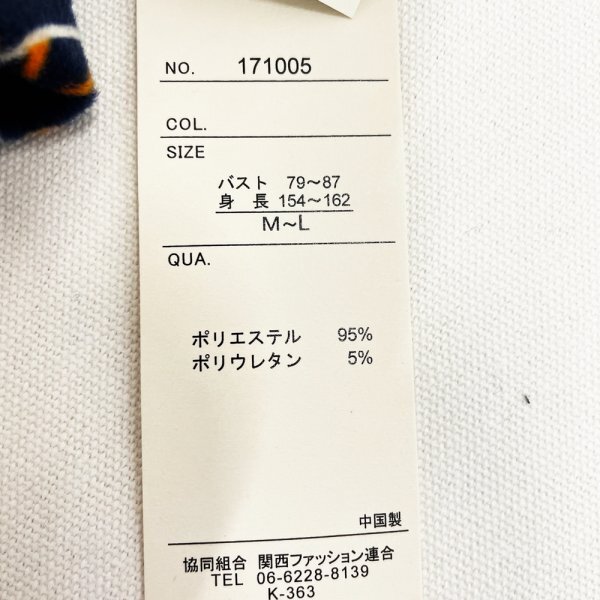 NO. 171005
COL.
SIZE
バスト 79〜87
身長 154〜162
M〜L
QUA.
ポリエステル 95%
ポリウレタン 5%
中国製
協同組合 関西ファッション連合
TEL 06-6228-8139
K-363